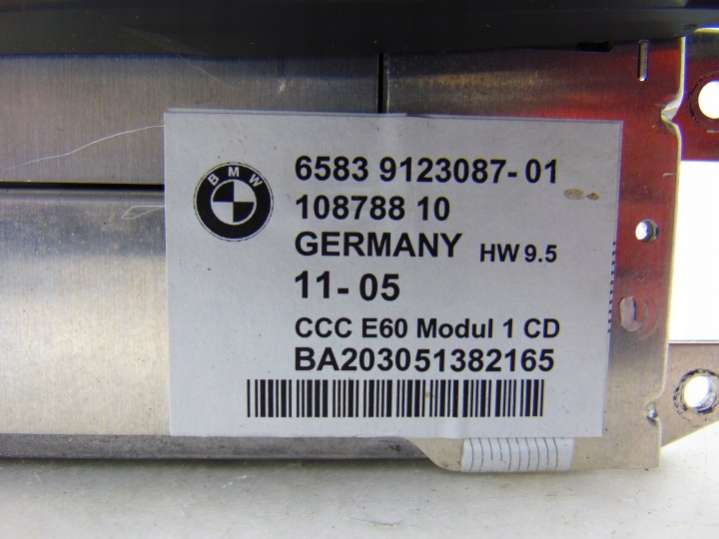 BMW
6583 9123087-01
108788 10
GERMANY HW 9.5
11-05
CCC E60 Modul 1 CD
BA203051382165